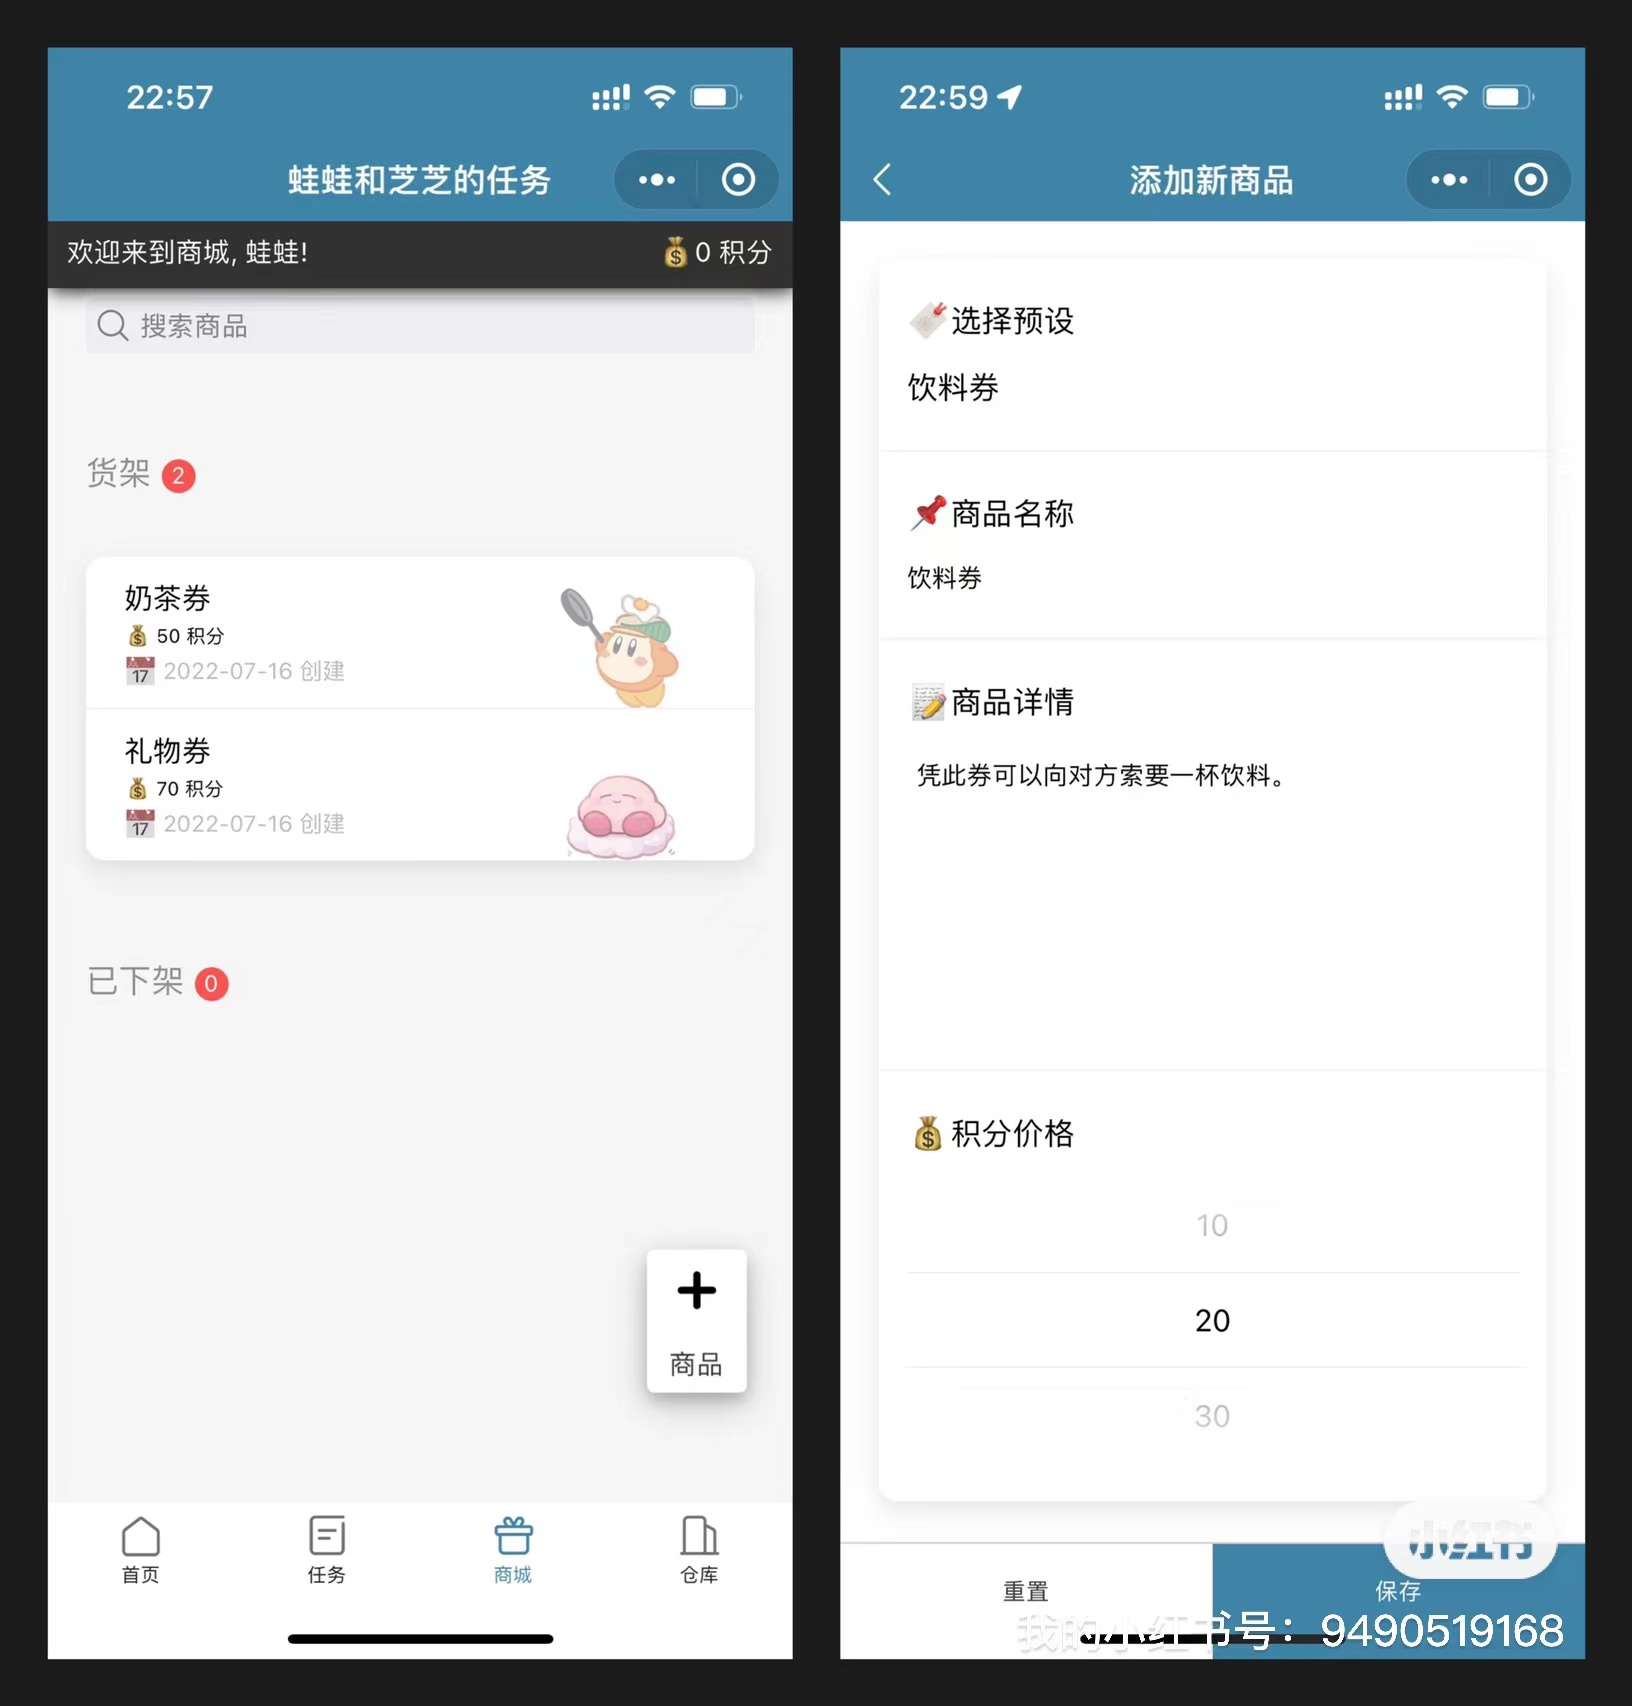 22:57
蛙蛙和芝芝的任务
欢迎来到商城, 蛙蛙!
0 积分
搜索商品
货架 2
奶茶券
50 积分
17 2022-07-16 创建
礼物券
70 积分
17 2022-07-16 创建
已下架 0
商品
首页 任务 商城 仓库
22:59
添加新商品
选择预设
饮料券
商品名称
饮料券
商品详情
凭此券可以向对方索要一杯饮料。
积分价格
10
20
30
小红书
重置 保存
我的小红书号：9490519168